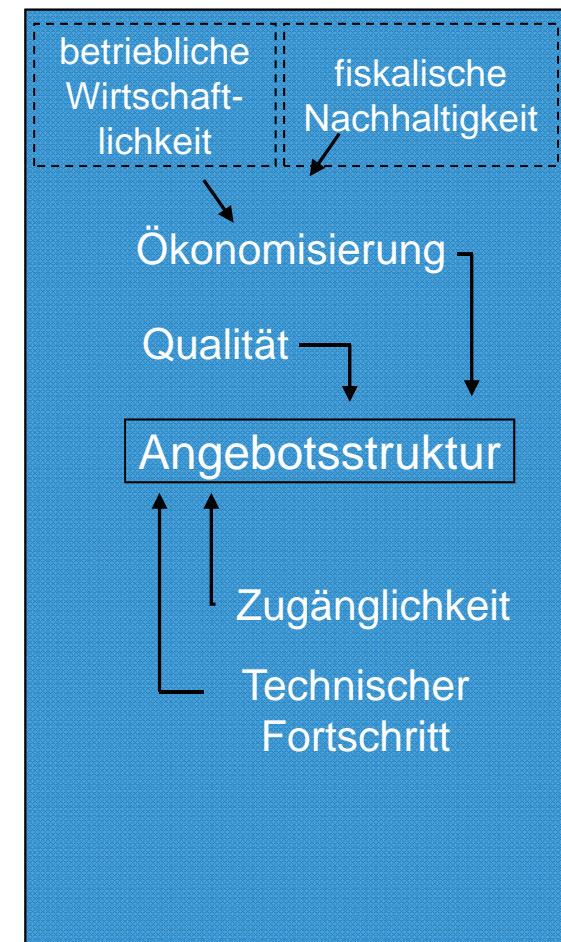 betriebliche
Wirtschaft-
lichkeit
fiskalische
Nachhaltigkeit
Ökonomisierung
Qualität
Angebotsstruktur
Zugänglichkeit
Technischer
Fortschritt